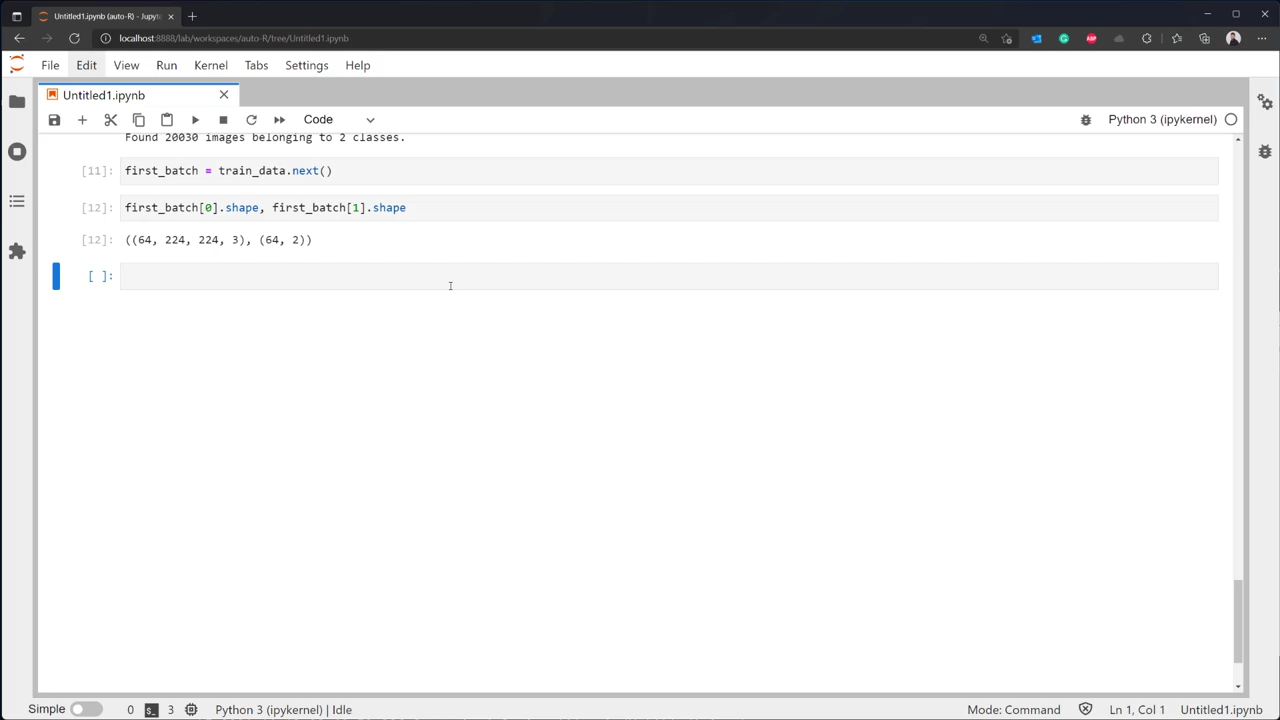 Untitled1.ipynb (auto-R) - Jupyt
localhost:8888/lab/workspaces/auto-R/tree/Untitled1.ipynb
File Edit View Run Kernel Tabs Settings Help
Untitled1.ipynb
Code
Python 3 (ipykernel)
Found 20030 images belonging to 2 classes.
[11]: first_batch = train_data.next()
[12]: first_batch[0].shape, first_batch[1].shape
[12]: ((64, 224, 224, 3), (64, 2))
[ ]:
Simple 0 3 Python 3 (ipykernel) | Idle Mode: Command Ln 1, Col 1 Untitled1.ipynb